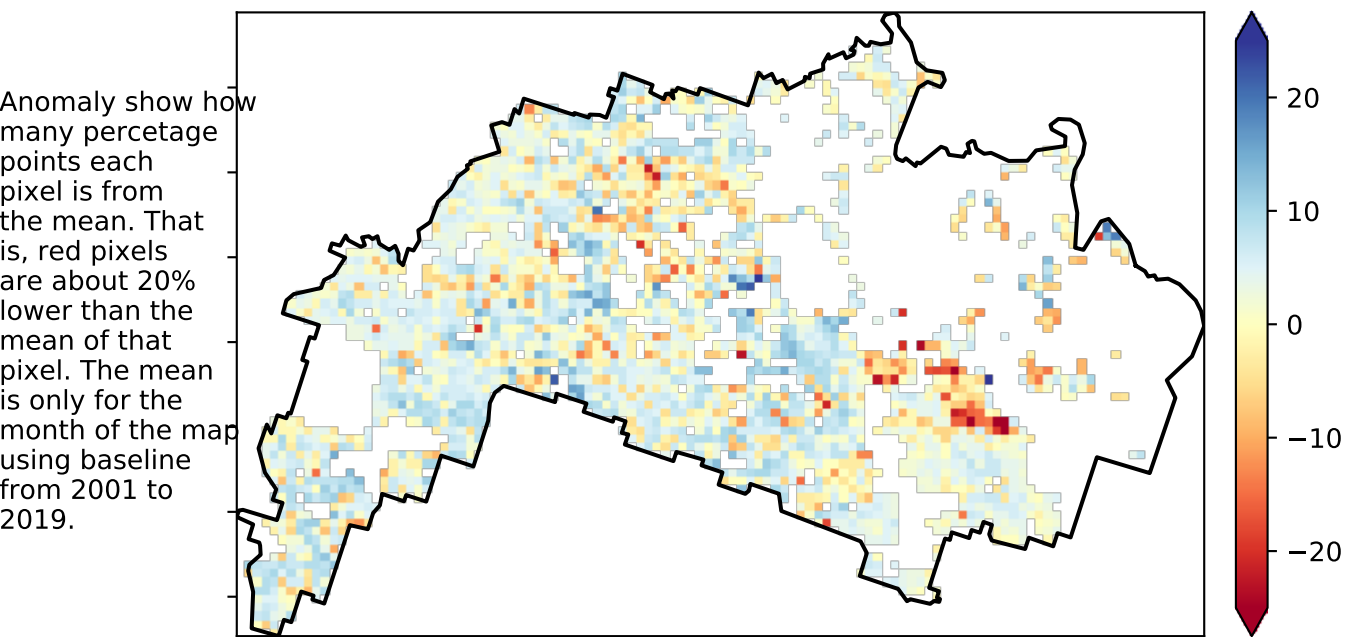 Anomaly show how
many percetage
points each
pixel is from
the mean. That
is, red pixels
are about 20%
lower than the
mean of that
pixel. The mean
is only for the
month of the map
using baseline
from 2001 to
2019.
20
10
0
−10
−20